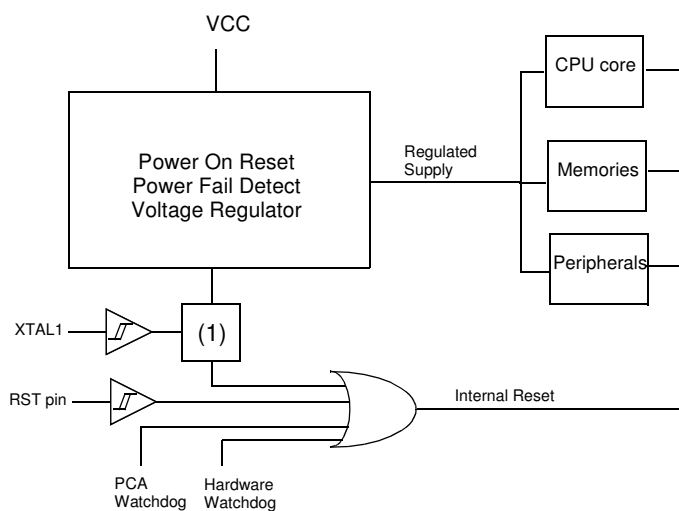 VCC
CPU core
Power On Reset
Power Fail Detect
Voltage Regulator
Regulated
Supply
Memories
Peripherals
XTAL1
(1)
RST pin
Internal Reset
PCA
Watchdog
Hardware
Watchdog